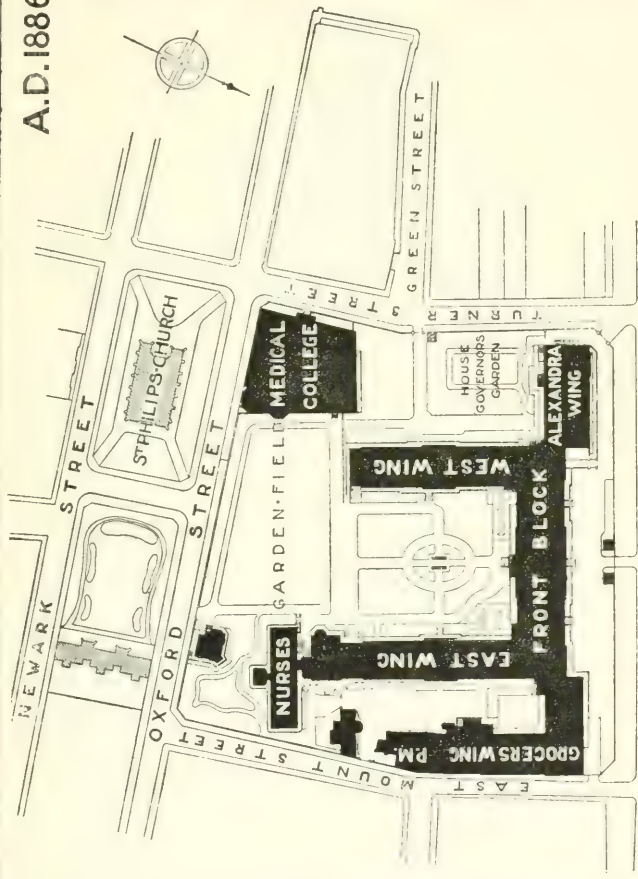 A.D.1886
NEWARK
STREET
ST PHILIPS·CHURCH
OXFORD
STREET
MEDICAL
COLLEGE
GREEN STREET
TURNER STREET
GARDEN·FIELD
HOUSE
GOVERNORS
GARDEN
NURSES
WEST WING
ALEXANDRA
WING
EAST WING
FRONT BLOCK
GROCERS WING P.M.
EAST MOUNT STREET